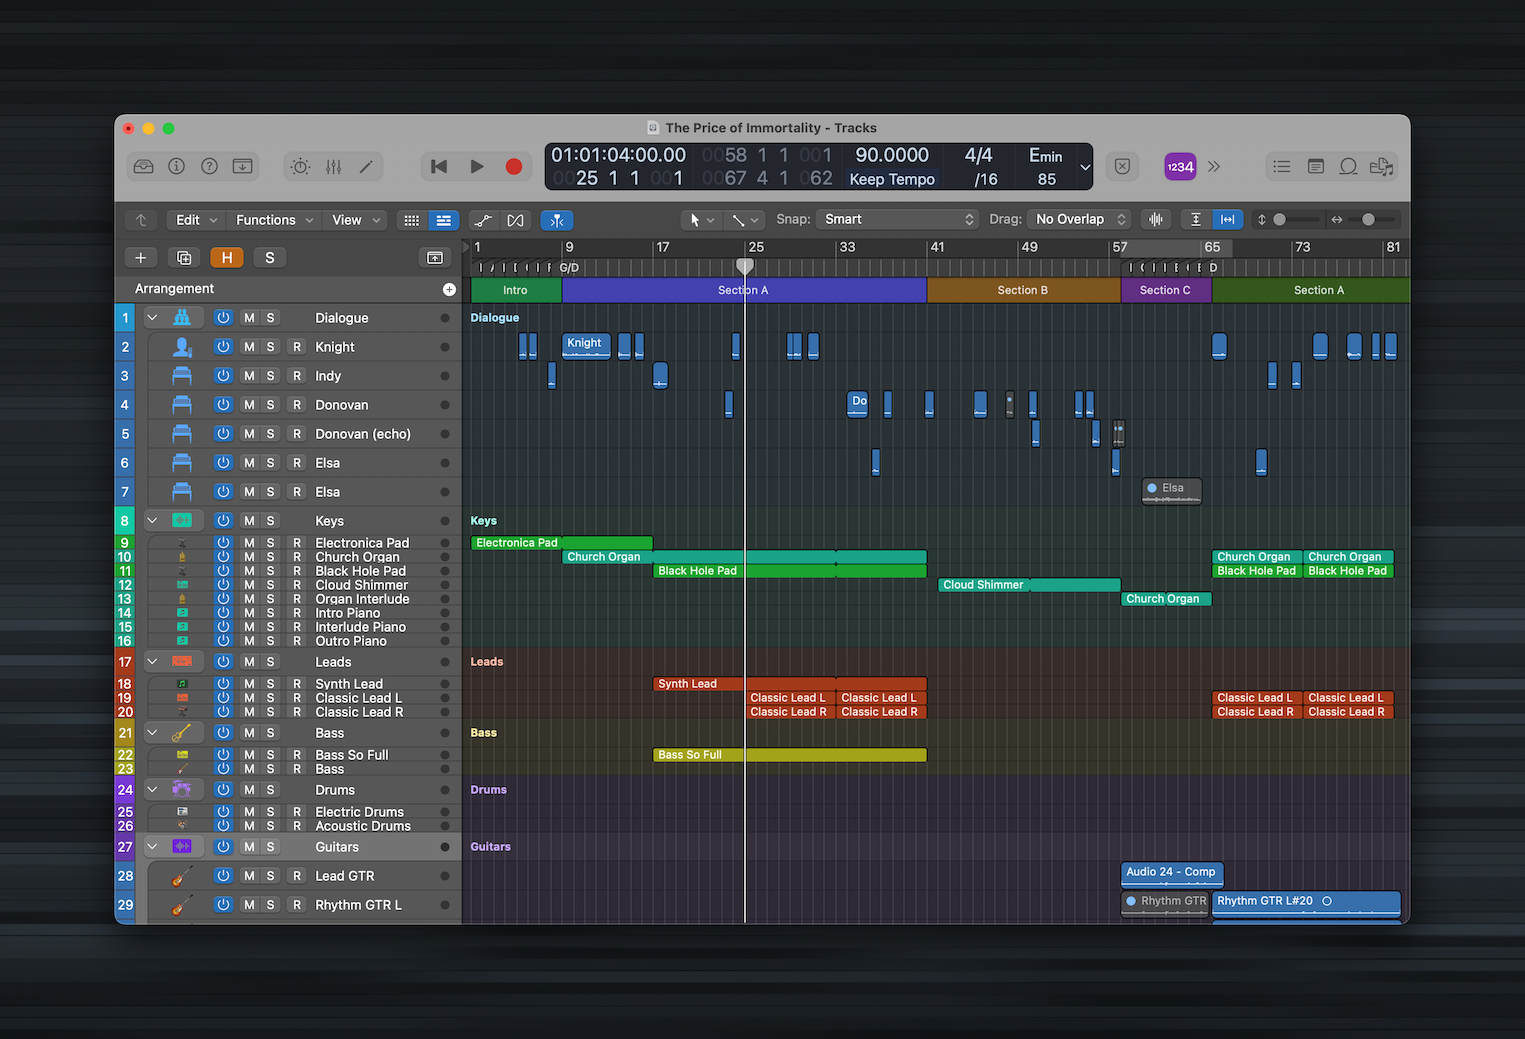 The Price of Immortality - Tracks
01:01:04:00.00 0058 1 1 001 90.0000 4/4 Emin
0025 1 1 001 0067 4 1 062 Keep Tempo /16 85
1234
Edit Functions View Snap: Smart Drag: No Overlap
H S
1 9 17 25 33 41 49 57 65 73 81
G/D D
Arrangement Intro Section A Section B Section C Section A
1 M S Dialogue Dialogue
2 M S R Knight Knight
3 M S R Indy
4 M S R Donovan Do
5 M S R Donovan (echo)
6 M S R Elsa
7 M S R Elsa Elsa
8 M S Keys Keys
9 M S R Electronica Pad Electronica Pad
10 M S R Church Organ Church Organ Church Organ Church Organ
11 M S R Black Hole Pad Black Hole Pad Black Hole Pad Black Hole Pad
12 M S R Cloud Shimmer Cloud Shimmer
13 M S R Organ Interlude Church Organ
14 M S R Intro Piano
15 M S R Interlude Piano
16 M S R Outro Piano
17 M S Leads Leads
18 M S R Synth Lead Synth Lead
19 M S R Classic Lead L Classic Lead L Classic Lead L Classic Lead L Classic Lead L
20 M S R Classic Lead R Classic Lead R Classic Lead R Classic Lead R Classic Lead R
21 M S Bass Bass
22 M S R Bass So Full Bass So Full
23 M S R Bass
24 M S Drums Drums
25 M S R Electric Drums
26 M S R Acoustic Drums
27 M S Guitars Guitars
28 M S R Lead GTR Audio 24 - Comp
29 M S R Rhythm GTR L Rhythm GTR Rhythm GTR L#20